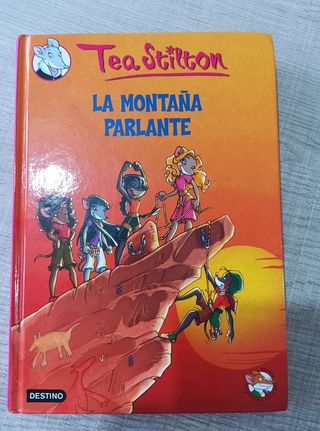 Tea Stilton
LA MONTAÑA
PARLANTE
DESTINO